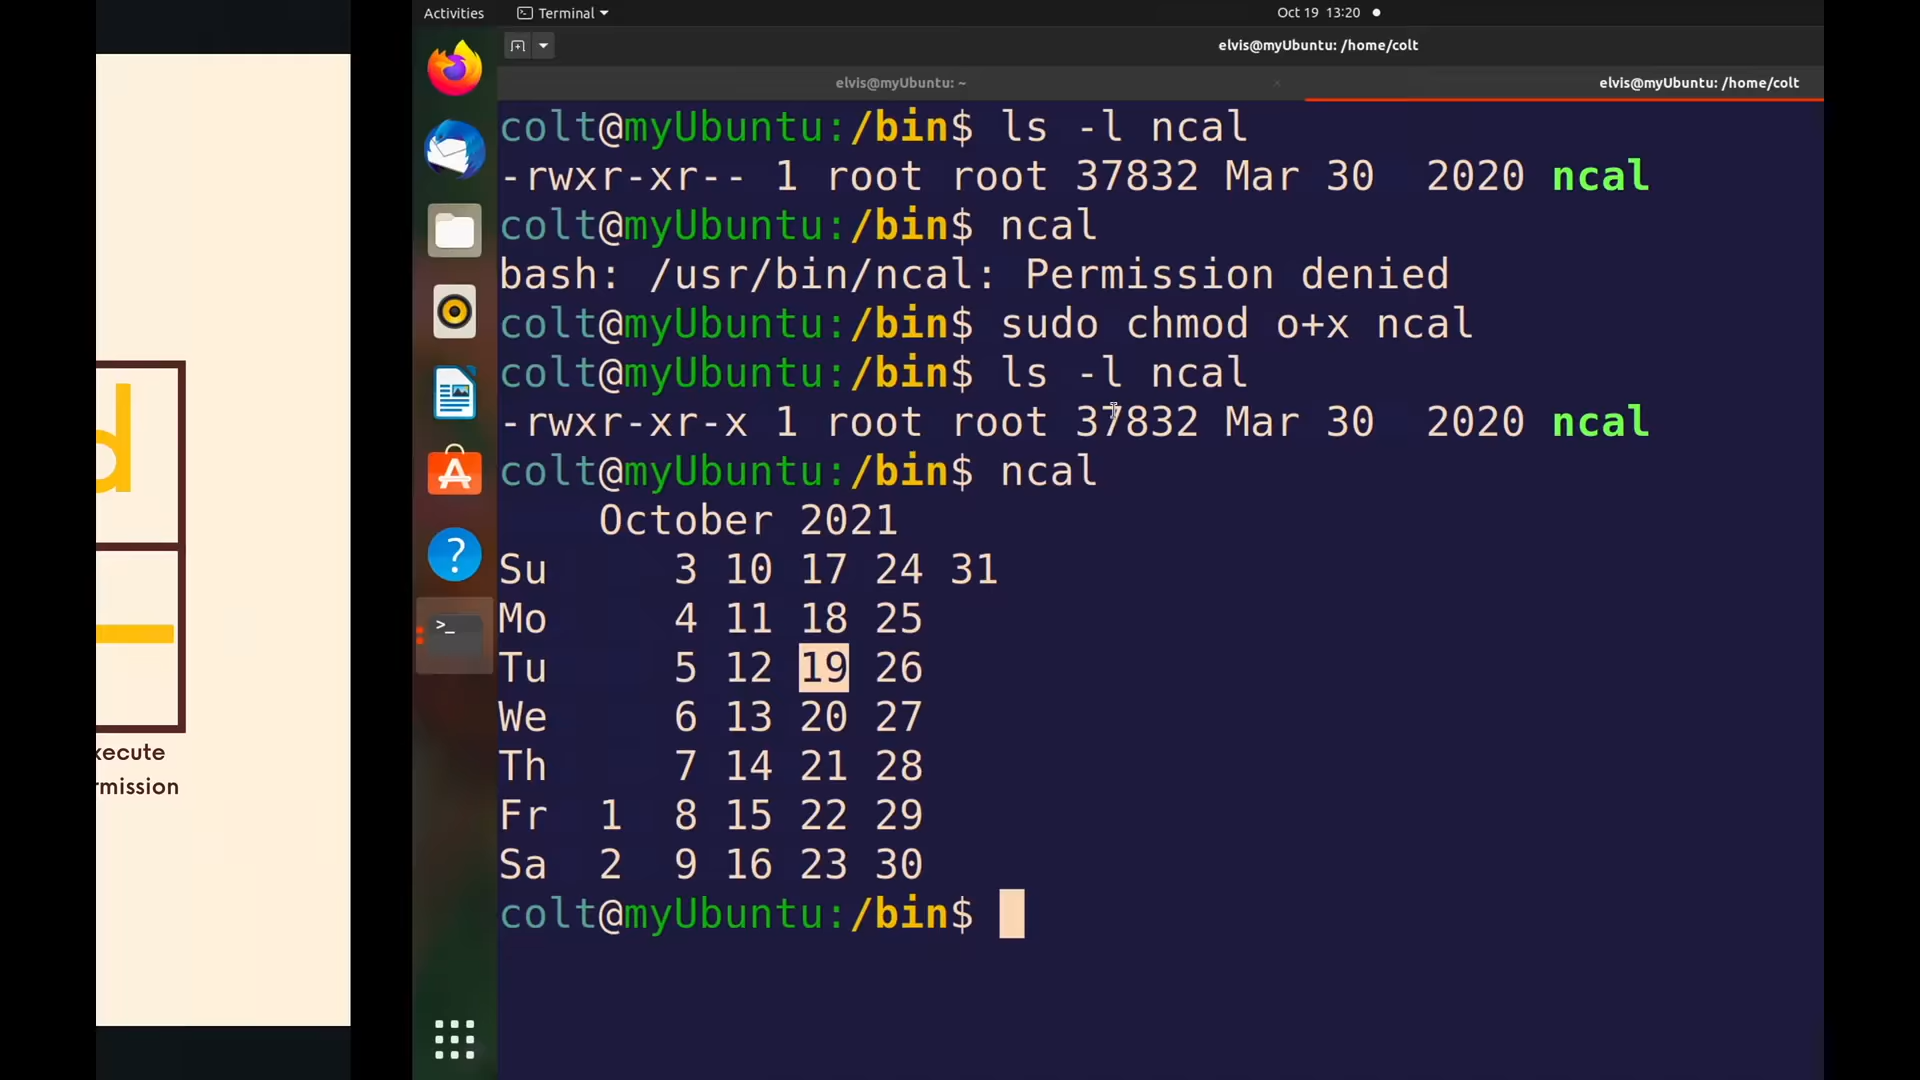 Activities
Terminal
Oct 19 13:20
elvis@myUbuntu: /home/colt
elvis@myUbuntu: ~
elvis@myUbuntu: /home/colt
colt@myUbuntu:/bin$ ls -l ncal
-rwxr-xr-- 1 root root 37832 Mar 30  2020 ncal
colt@myUbuntu:/bin$ ncal
bash: /usr/bin/ncal: Permission denied
colt@myUbuntu:/bin$ sudo chmod o+x ncal
colt@myUbuntu:/bin$ ls -l ncal
-rwxr-xr-x 1 root root 37832 Mar 30  2020 ncal
colt@myUbuntu:/bin$ ncal
October 2021
Su 3 10 17 24 31
Mo 4 11 18 25
Tu 5 12 19 26
We 6 13 20 27
Th 7 14 21 28
Fr 1 8 15 22 29
Sa 2 9 16 23 30
colt@myUbuntu:/bin$
d
xecute
rmission